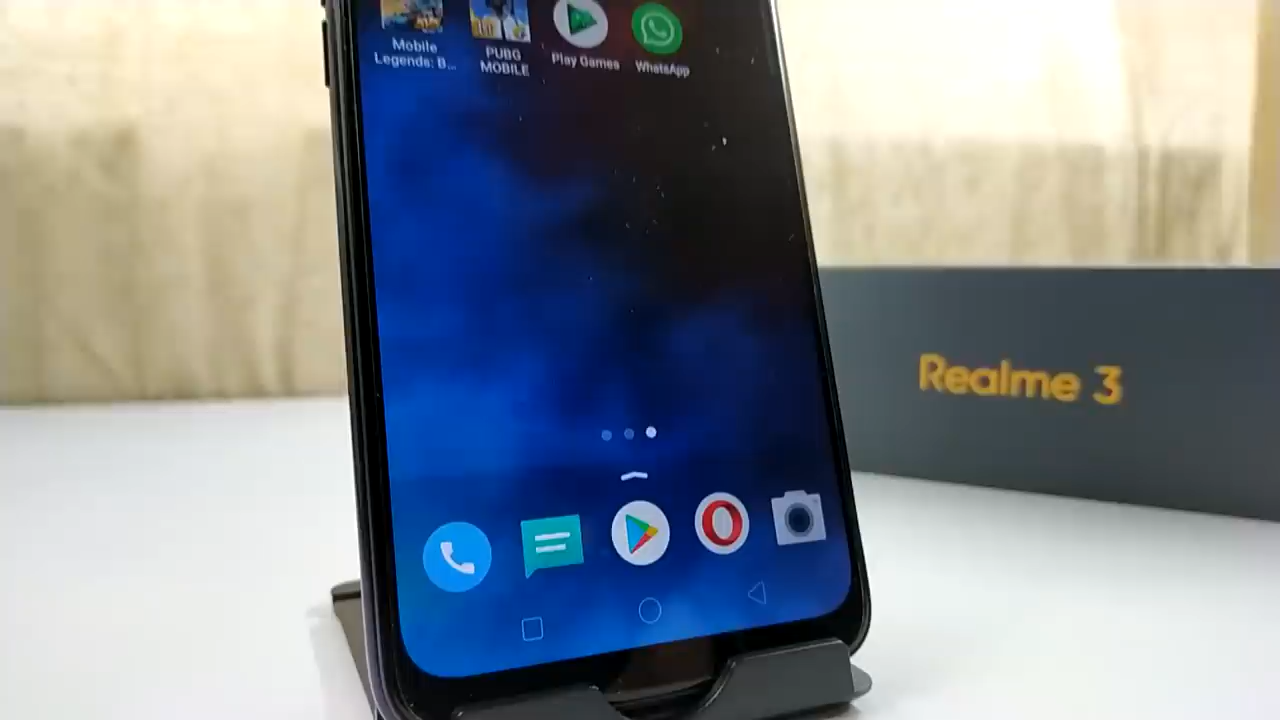 Mobile
Legends: B...
PUBG
MOBILE
Play Games
WhatsApp
Realme 3